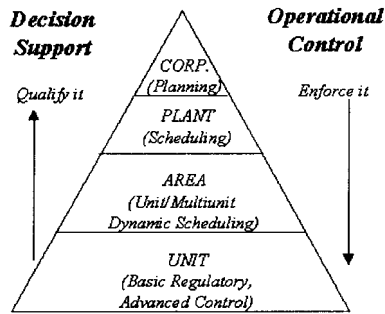 Decision
Support
Qualify it
Operational
Control
Enforce it
CORP.
(Planning)
PLANT
(Scheduling)
AREA
(Unit/Multiunit
Dynamic Scheduling)
UNIT
(Basic Regulatory,
Advanced Control)